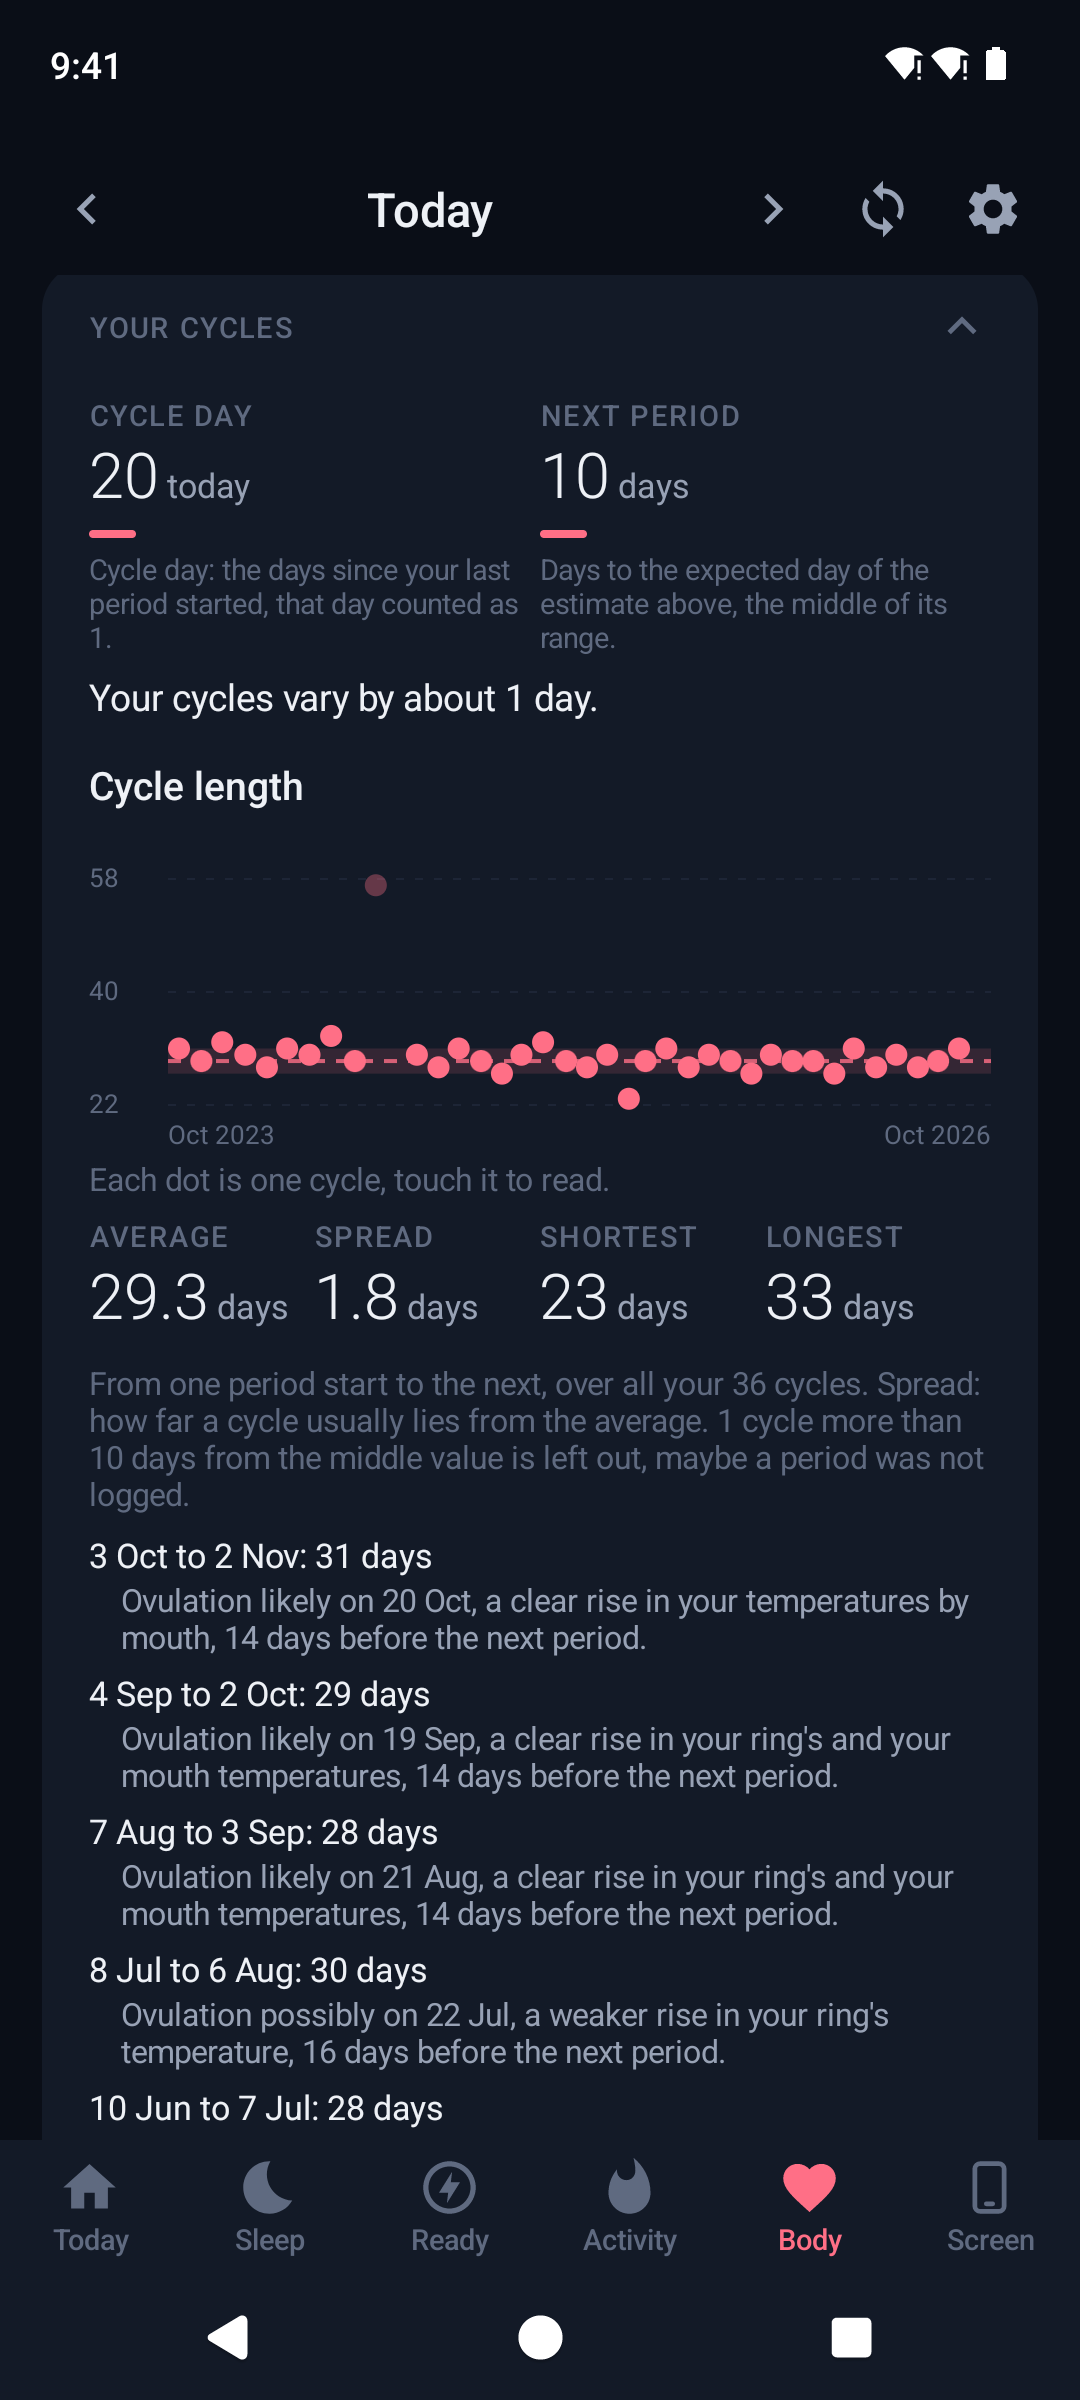 9:41
Today
YOUR CYCLES
CYCLE DAY
20 today
Cycle day: the days since your last
period started, that day counted as
1.
NEXT PERIOD
10 days
Days to the expected day of the
estimate above, the middle of its
range.
Your cycles vary by about 1 day.
Cycle length
58
40
22
Oct 2023
Oct 2026
Each dot is one cycle, touch it to read.
AVERAGE
29.3 days
SPREAD
1.8 days
SHORTEST
23 days
LONGEST
33 days
From one period start to the next, over all your 36 cycles. Spread:
how far a cycle usually lies from the average. 1 cycle more than
10 days from the middle value is left out, maybe a period was not
logged.
3 Oct to 2 Nov: 31 days
Ovulation likely on 20 Oct, a clear rise in your temperatures by
mouth, 14 days before the next period.
4 Sep to 2 Oct: 29 days
Ovulation likely on 19 Sep, a clear rise in your ring's and your
mouth temperatures, 14 days before the next period.
7 Aug to 3 Sep: 28 days
Ovulation likely on 21 Aug, a clear rise in your ring's and your
mouth temperatures, 14 days before the next period.
8 Jul to 6 Aug: 30 days
Ovulation possibly on 22 Jul, a weaker rise in your ring's
temperature, 16 days before the next period.
10 Jun to 7 Jul: 28 days
Today
Sleep
Ready
Activity
Body
Screen